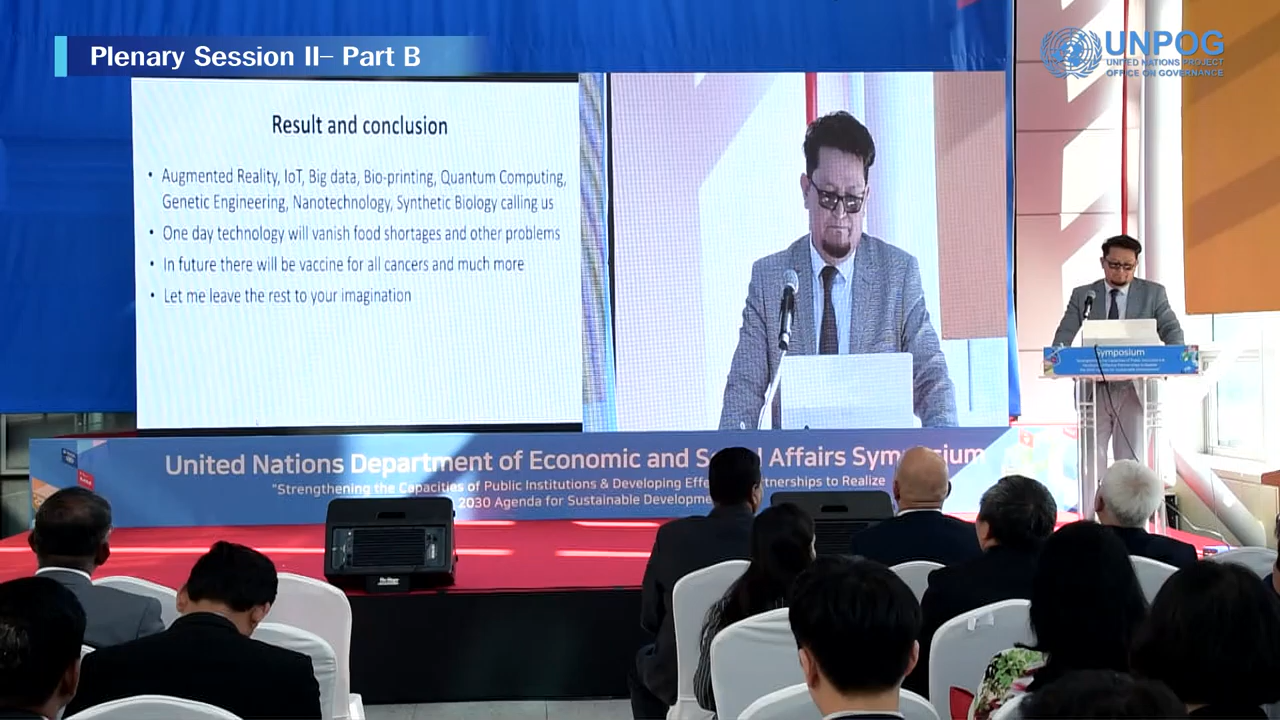 Plenary Session II– Part B
UNPOG
UNITED NATIONS PROJECT
OFFICE ON GOVERNANCE
Result and conclusion
• Augmented Reality, IoT, Big data, Bio-printing, Quantum Computing,
Genetic Engineering, Nanotechnology, Synthetic Biology calling us
• One day technology will vanish food shortages and other problems
• In future there will be vaccine for all cancers and much more
• Let me leave the rest to your imagination
Symposium
United Nations Department of Economic and Affairs Symposium
"Strengthening the Capacities of Public Institutions & Developing to Realize
2030 Agenda for Sustainable